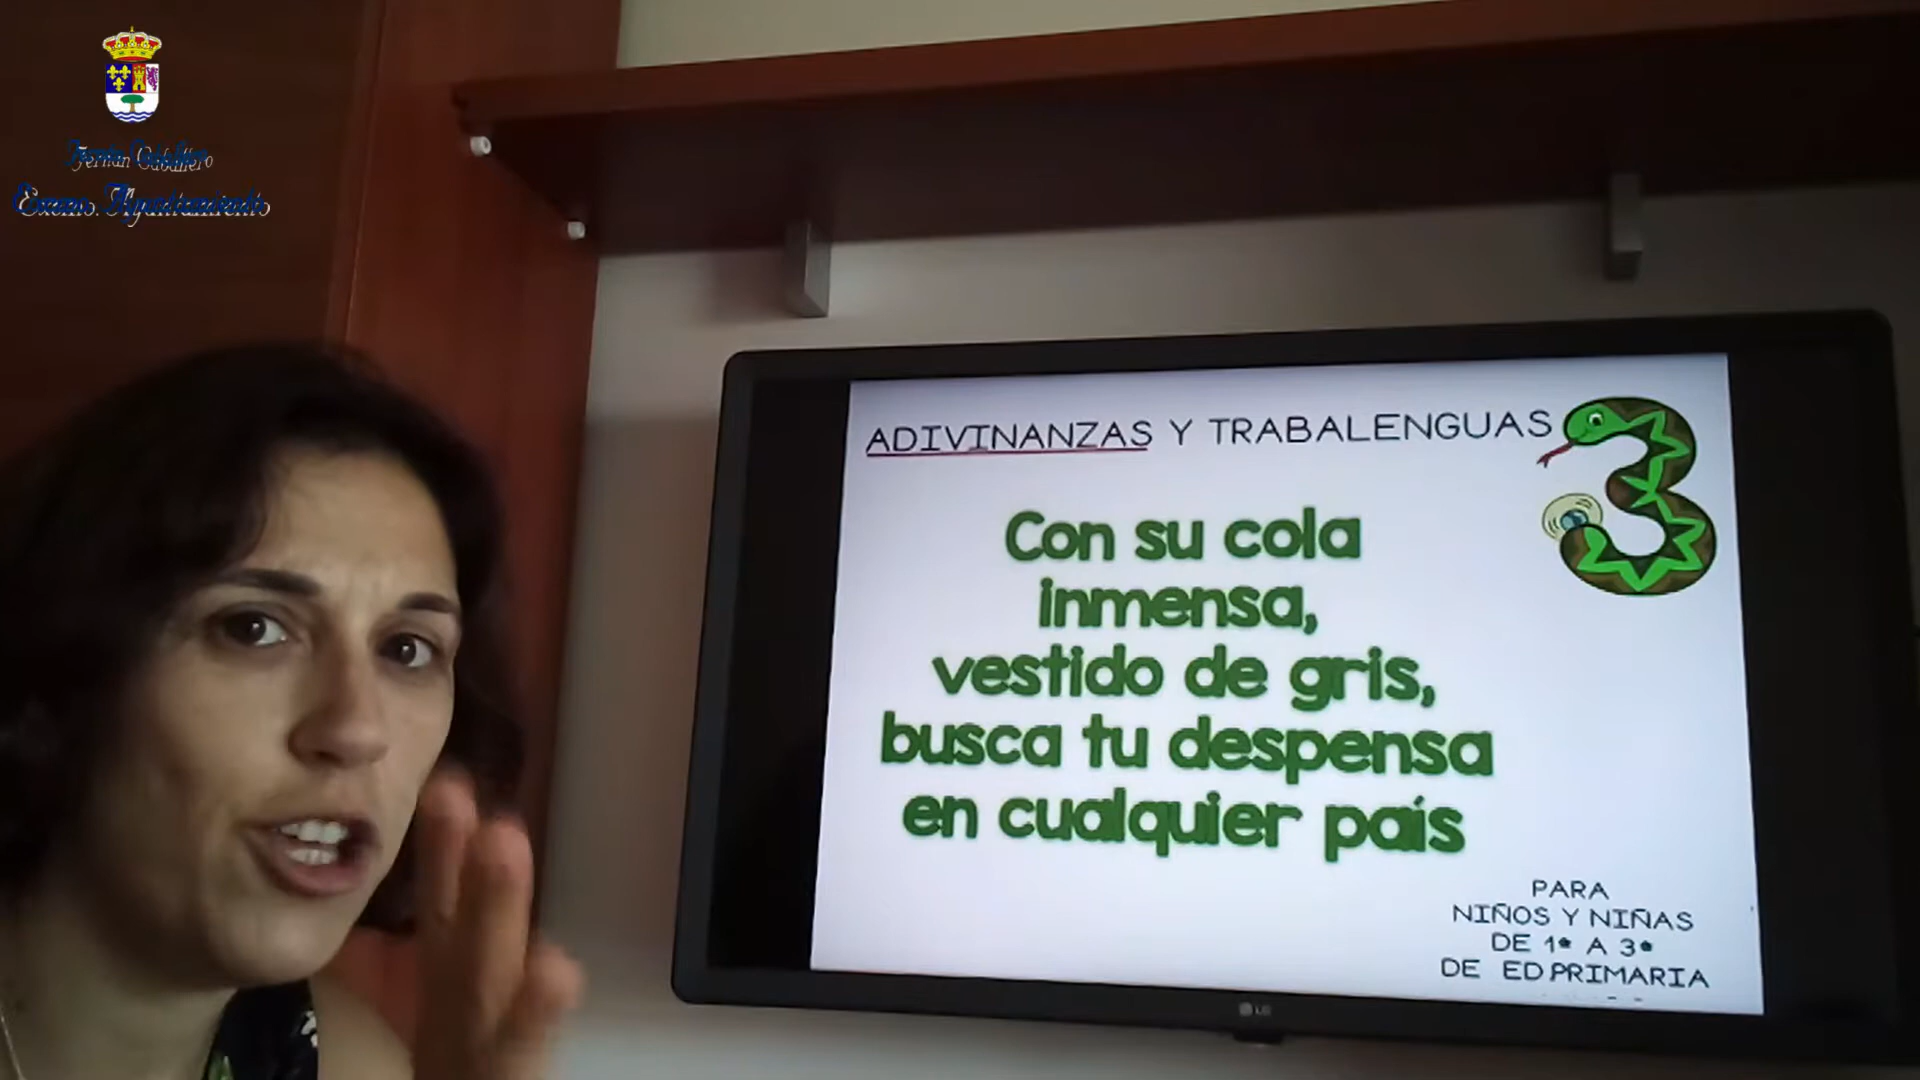 Fernán Caballero
Excmo. Ayuntamiento
ADIVINANZAS Y TRABALENGUAS
Con su cola
inmensa,
vestido de gris,
busca tu despensa
en cualquier país
PARA
NIÑOS Y NIÑAS
DE 1º A 3º
DE ED.PRIMARIA
LG